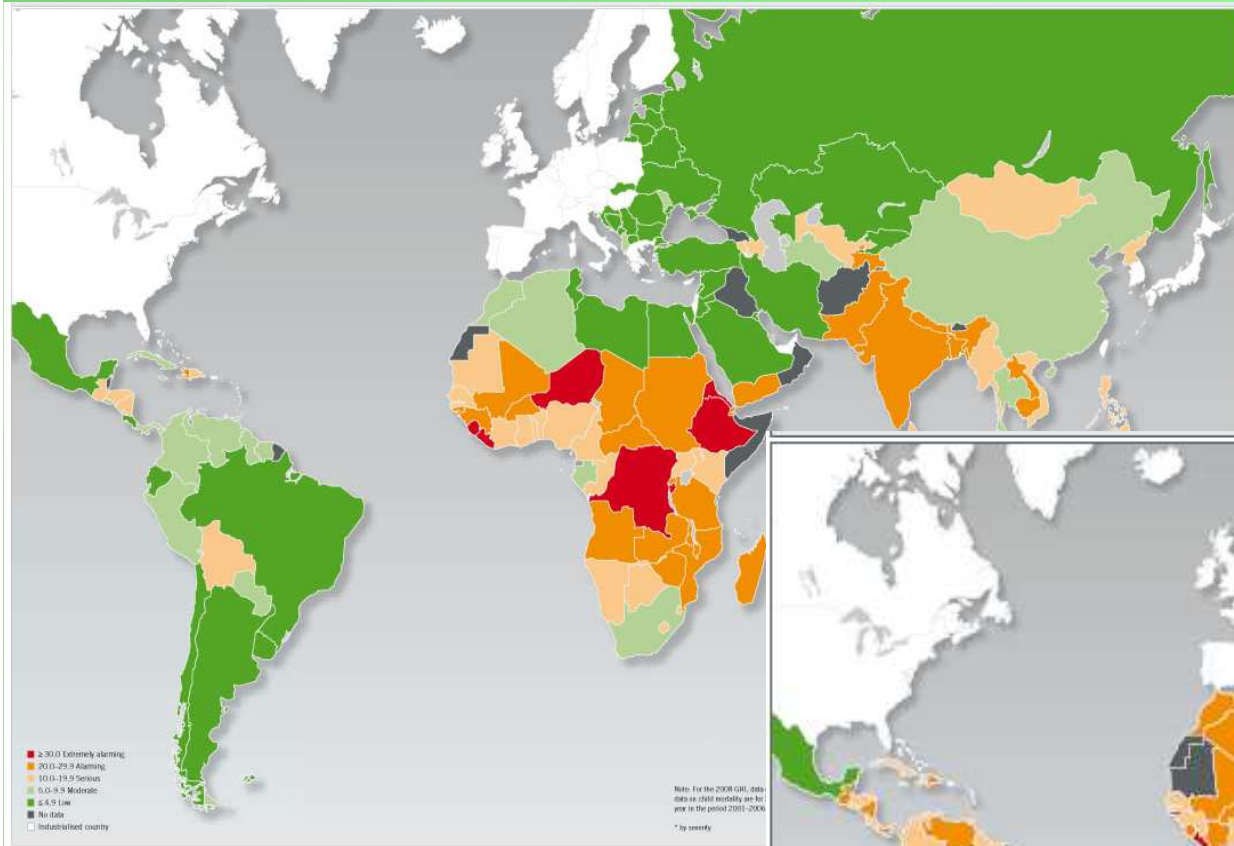 ≥ 30.0 Extremely alarming
20.0–29.9 Alarming
10.0–19.9 Serious
5.0–9.9 Moderate
≤ 4.9 Low
No data
Industrialised country
Note: For the 2008 GHI, data
data on child mortality are for
year in the period 2001–2006
* by severity